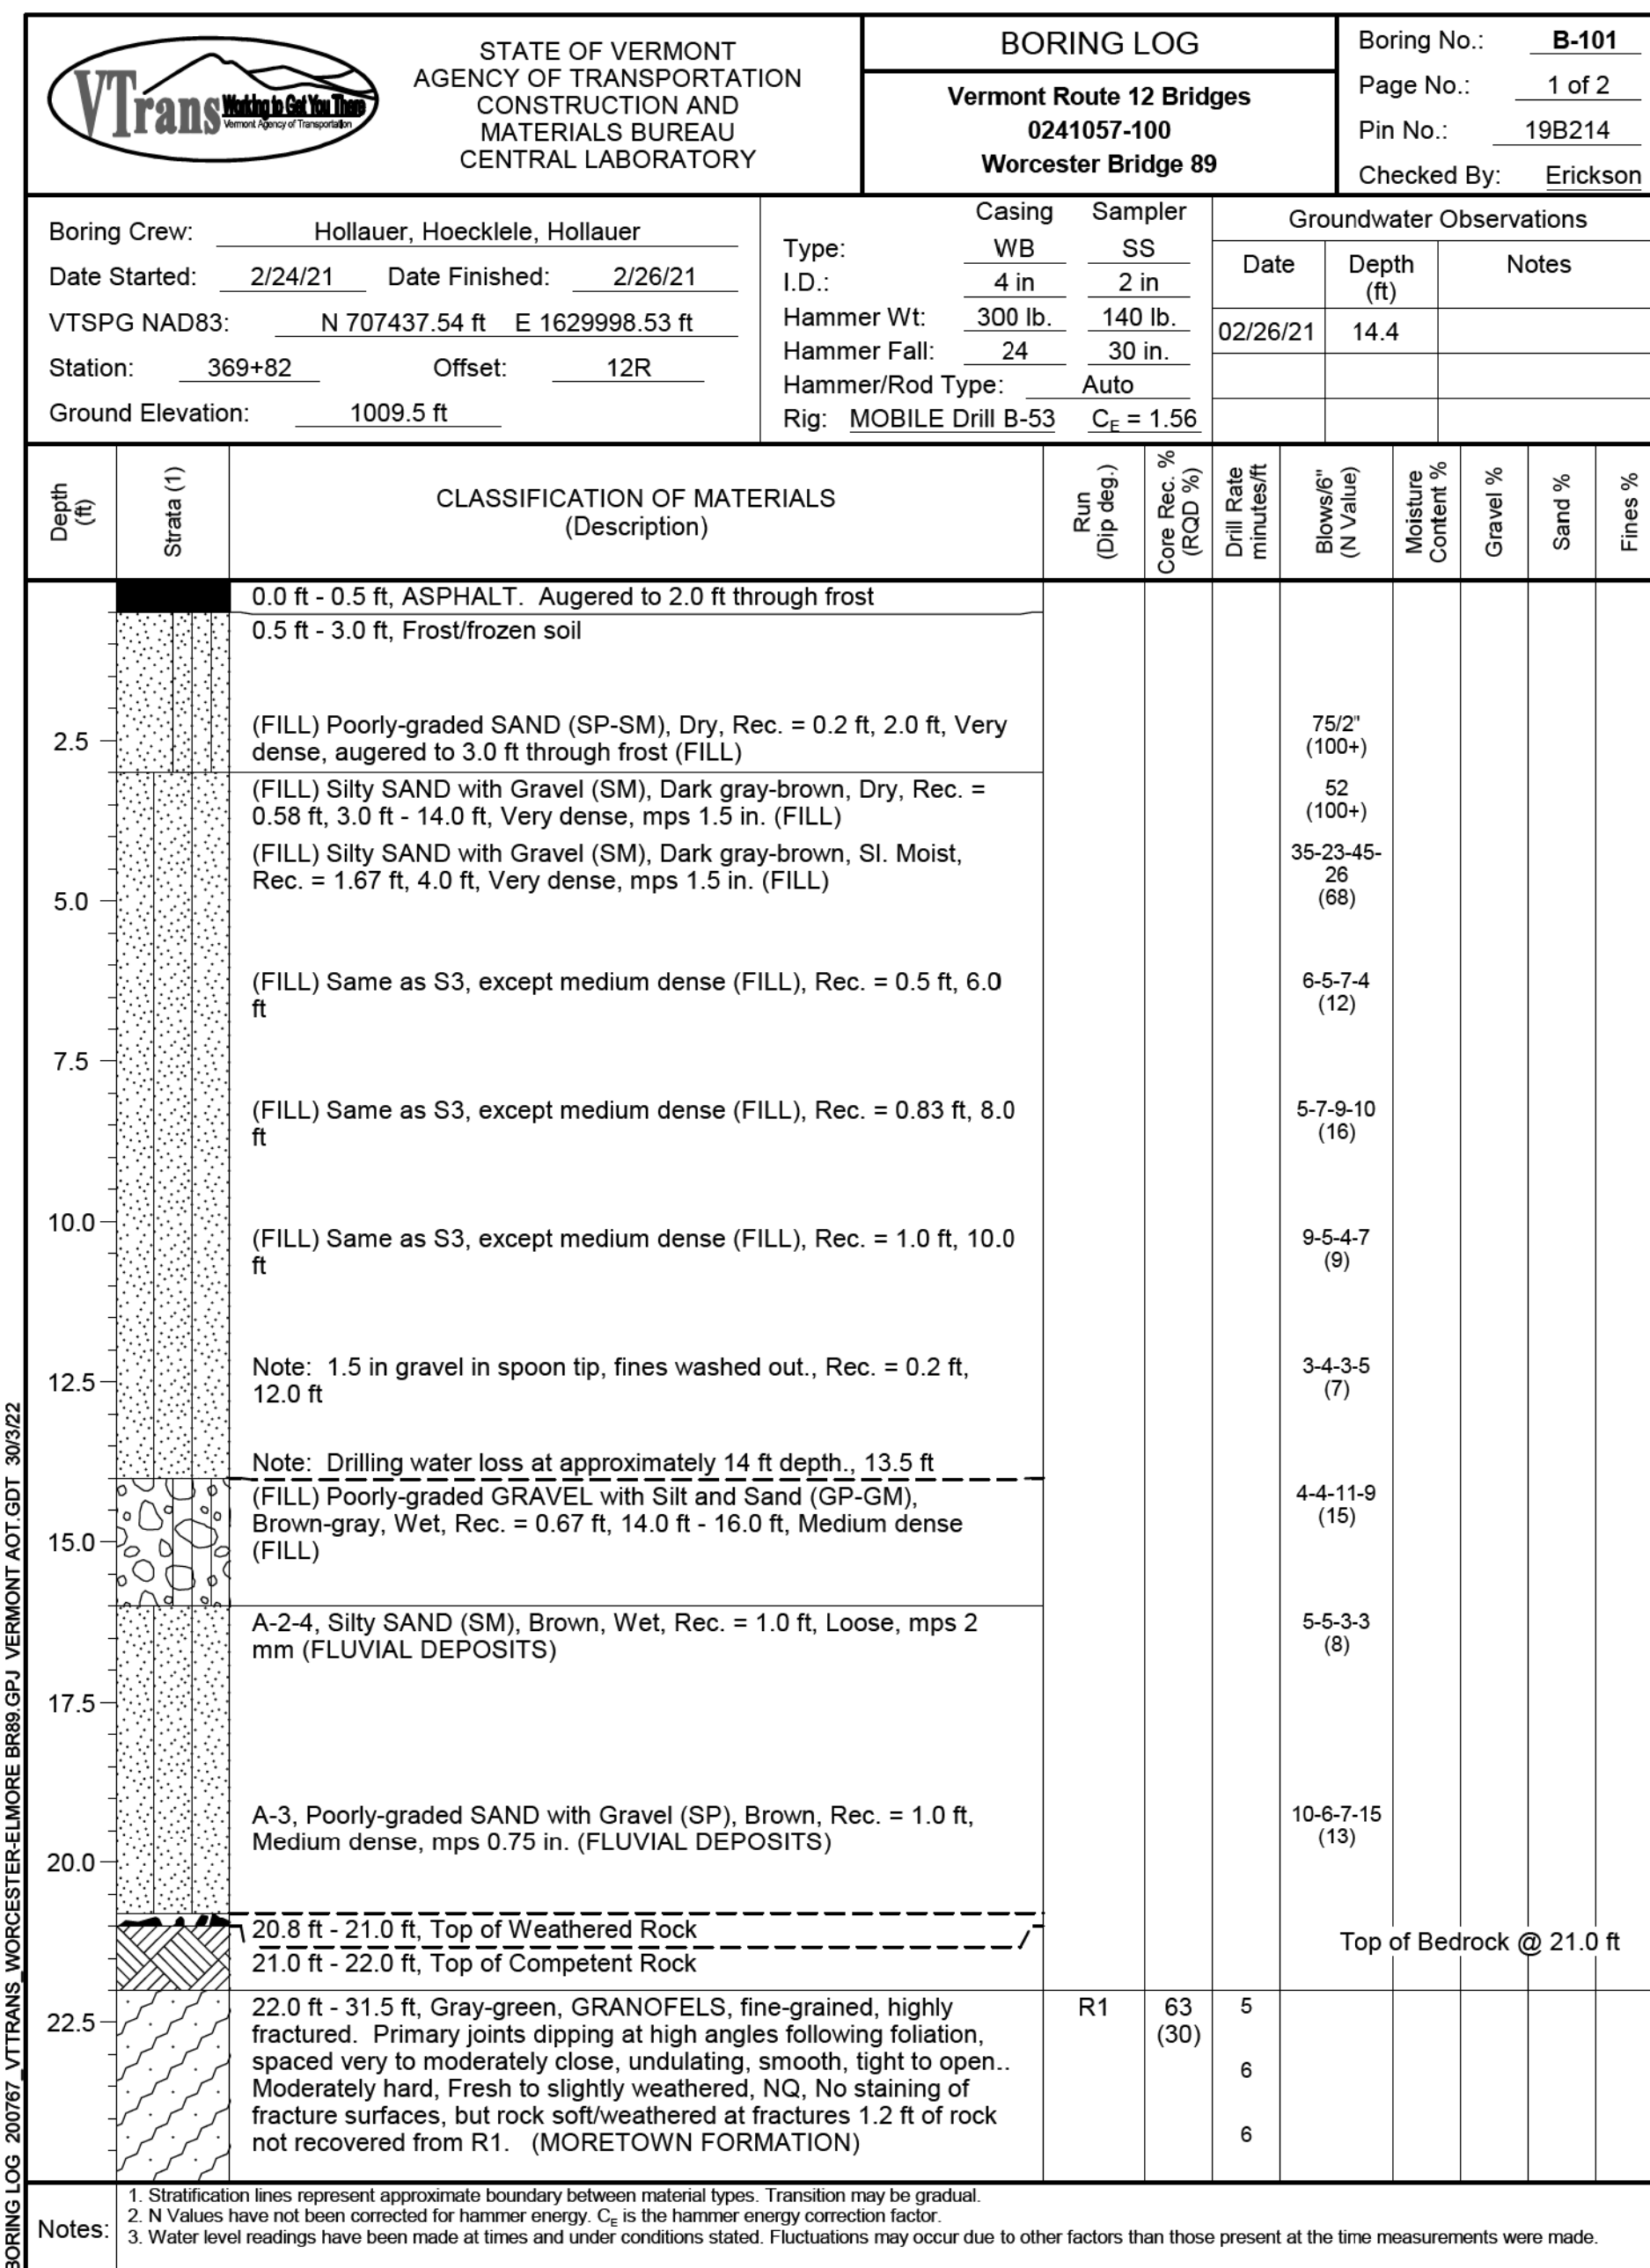 VTrans Working to Get You There
Vermont Agency of Transportation
STATE OF VERMONT
AGENCY OF TRANSPORTATION
CONSTRUCTION AND
MATERIALS BUREAU
CENTRAL LABORATORY
BORING LOG
Vermont Route 12 Bridges
0241057-100
Worcester Bridge 89
Boring No.: B-101
Page No.: 1 of 2
Pin No.: 19B214
Checked By: Erickson
Boring Crew: Hollauer, Hoecklele, Hollauer
Date Started: 2/24/21 Date Finished: 2/26/21
VTSPG NAD83: N 707437.54 ft E 1629998.53 ft
Station: 369+82 Offset: 12R
Ground Elevation: 1009.5 ft
Casing Sampler
Type: WB SS
I.D.: 4 in 2 in
Hammer Wt: 300 lb. 140 lb.
Hammer Fall: 24 30 in.
Hammer/Rod Type: Auto
Rig: MOBILE Drill B-53 CE = 1.56
Groundwater Observations
Date Depth (ft) Notes
02/26/21 14.4
Depth (ft)
Strata (1)
CLASSIFICATION OF MATERIALS
(Description)
Run
(Dip deg.)
Core Rec. %
(RQD %)
Drill Rate
minutes/ft
Blows/6"
(N Value)
Moisture
Content %
Gravel %
Sand %
Fines %
0.0 ft - 0.5 ft, ASPHALT. Augered to 2.0 ft through frost
0.5 ft - 3.0 ft, Frost/frozen soil
2.5
(FILL) Poorly-graded SAND (SP-SM), Dry, Rec. = 0.2 ft, 2.0 ft, Very
dense, augered to 3.0 ft through frost (FILL)
75/2"
(100+)
(FILL) Silty SAND with Gravel (SM), Dark gray-brown, Dry, Rec. =
0.58 ft, 3.0 ft - 14.0 ft, Very dense, mps 1.5 in. (FILL)
52
(100+)
(FILL) Silty SAND with Gravel (SM), Dark gray-brown, Sl. Moist,
Rec. = 1.67 ft, 4.0 ft, Very dense, mps 1.5 in. (FILL)
35-23-45-
26
(68)
5.0
(FILL) Same as S3, except medium dense (FILL), Rec. = 0.5 ft, 6.0
ft
6-5-7-4
(12)
7.5
(FILL) Same as S3, except medium dense (FILL), Rec. = 0.83 ft, 8.0
ft
5-7-9-10
(16)
10.0
(FILL) Same as S3, except medium dense (FILL), Rec. = 1.0 ft, 10.0
ft
9-5-4-7
(9)
12.5
Note: 1.5 in gravel in spoon tip, fines washed out., Rec. = 0.2 ft,
12.0 ft
3-4-3-5
(7)
Note: Drilling water loss at approximately 14 ft depth., 13.5 ft
(FILL) Poorly-graded GRAVEL with Silt and Sand (GP-GM),
Brown-gray, Wet, Rec. = 0.67 ft, 14.0 ft - 16.0 ft, Medium dense
(FILL)
4-4-11-9
(15)
15.0
A-2-4, Silty SAND (SM), Brown, Wet, Rec. = 1.0 ft, Loose, mps 2
mm (FLUVIAL DEPOSITS)
5-5-3-3
(8)
17.5
A-3, Poorly-graded SAND with Gravel (SP), Brown, Rec. = 1.0 ft,
Medium dense, mps 0.75 in. (FLUVIAL DEPOSITS)
10-6-7-15
(13)
20.0
20.8 ft - 21.0 ft, Top of Weathered Rock
Top of Bedrock @ 21.0 ft
21.0 ft - 22.0 ft, Top of Competent Rock
22.5
22.0 ft - 31.5 ft, Gray-green, GRANOFELS, fine-grained, highly
fractured. Primary joints dipping at high angles following foliation,
spaced very to moderately close, undulating, smooth, tight to open..
Moderately hard, Fresh to slightly weathered, NQ, No staining of
fracture surfaces, but rock soft/weathered at fractures 1.2 ft of rock
not recovered from R1. (MORETOWN FORMATION)
R1
63
(30)
5
6
6
Notes:
1. Stratification lines represent approximate boundary between material types. Transition may be gradual.
2. N Values have not been corrected for hammer energy. CE is the hammer energy correction factor.
3. Water level readings have been made at times and under conditions stated. Fluctuations may occur due to other factors than those present at the time measurements were made.
BORING LOG 200767_VTTRANS_WORCESTER-ELMORE BR89.GPJ VERMONT AOT.GDT 30/3/22